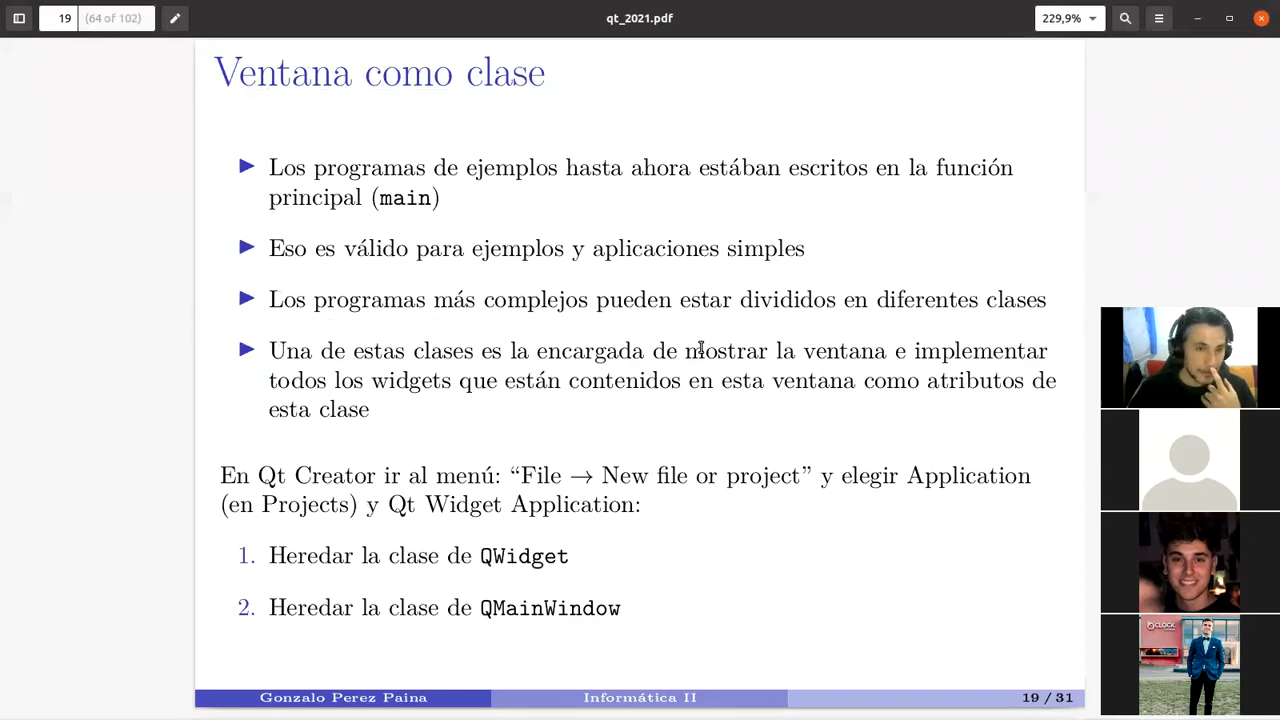 19 (64 of 102) qt_2021.pdf 229,9%
Ventana como clase
Los programas de ejemplos hasta ahora estában escritos en la función
principal (main)
Eso es válido para ejemplos y aplicaciones simples
Los programas más complejos pueden estar divididos en diferentes clases
Una de estas clases es la encargada de mostrar la ventana e implementar
todos los widgets que están contenidos en esta ventana como atributos de
esta clase
En Qt Creator ir al menú: “File → New file or project” y elegir Application
(en Projects) y Qt Widget Application:
1. Heredar la clase de QWidget
2. Heredar la clase de QMainWindow
CLOCK
Gonzalo Perez Paina Informática II 19 / 31